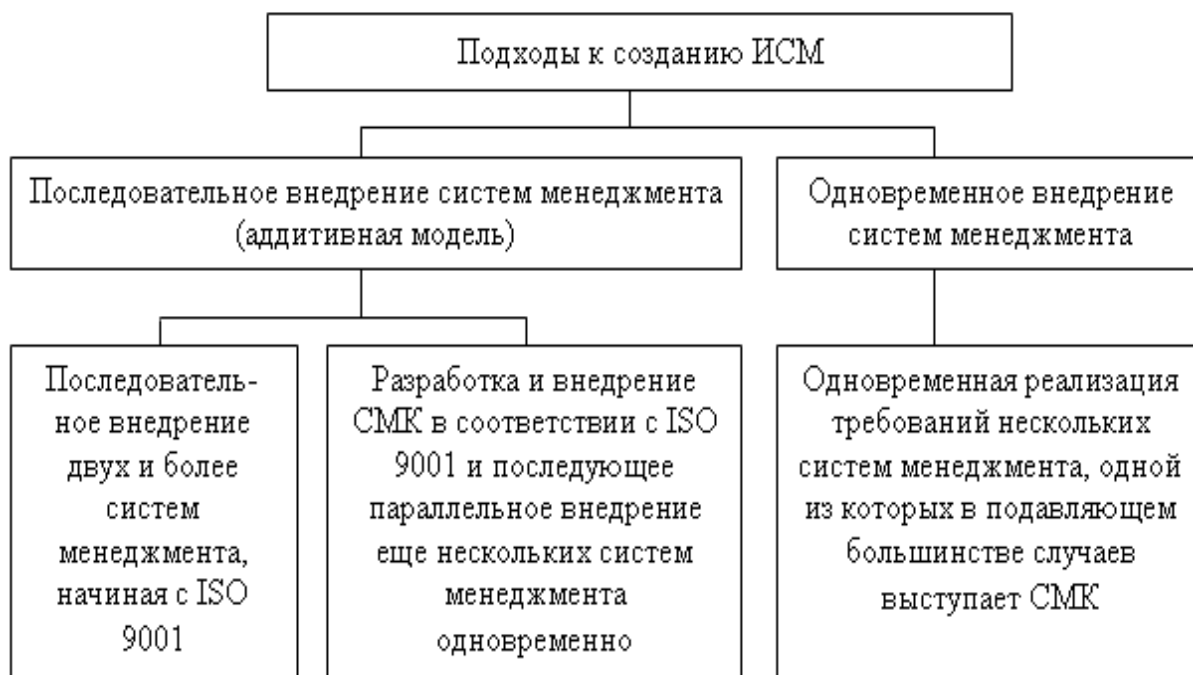 Подходы к созданию ИСМ
Последовательное внедрение систем менеджмента
(аддитивная модель)
Одновременное внедрение
систем менеджмента
Последователь-
ное внедрение
двух и более
систем
менеджмента,
начиная с ISO
9001
Разработка и внедрение
СМК в соответствии с ISO
9001 и последующее
параллельное внедрение
еще нескольких систем
менеджмента
одновременно
Одновременная реализация
требований нескольких
систем менеджмента, одной
из которых в подавляющем
большинстве случаев
выступает СМК